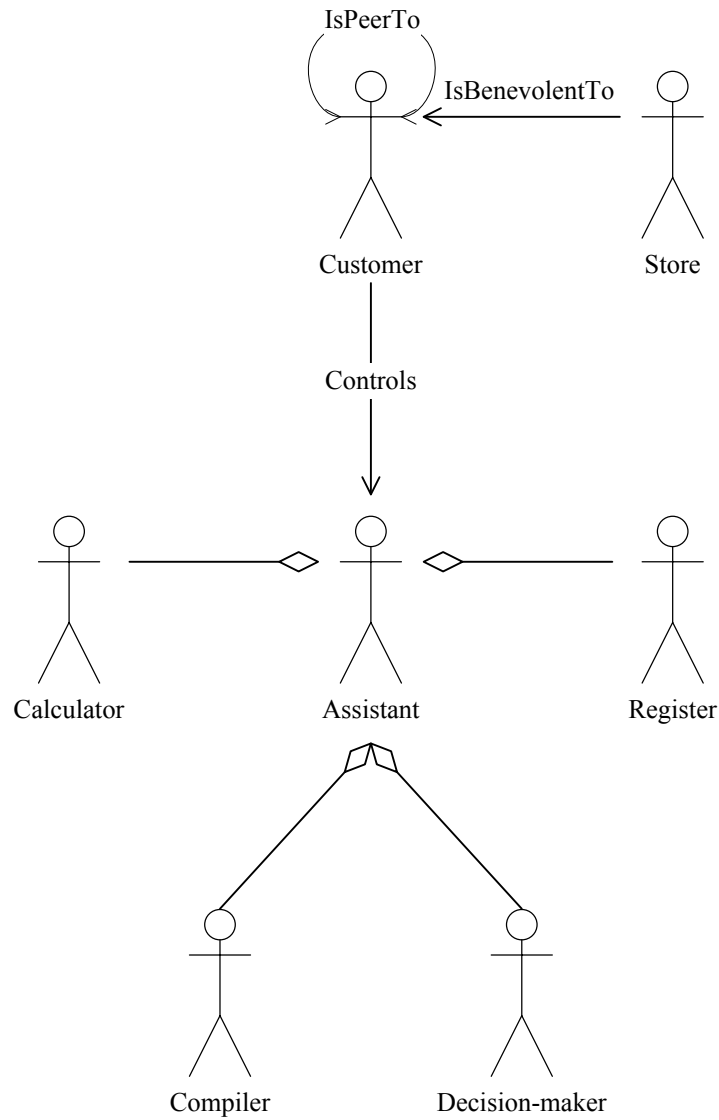 IsPeerTo
IsBenevolentTo
Customer
Store
Controls
Calculator
Assistant
Register
Compiler
Decision-maker